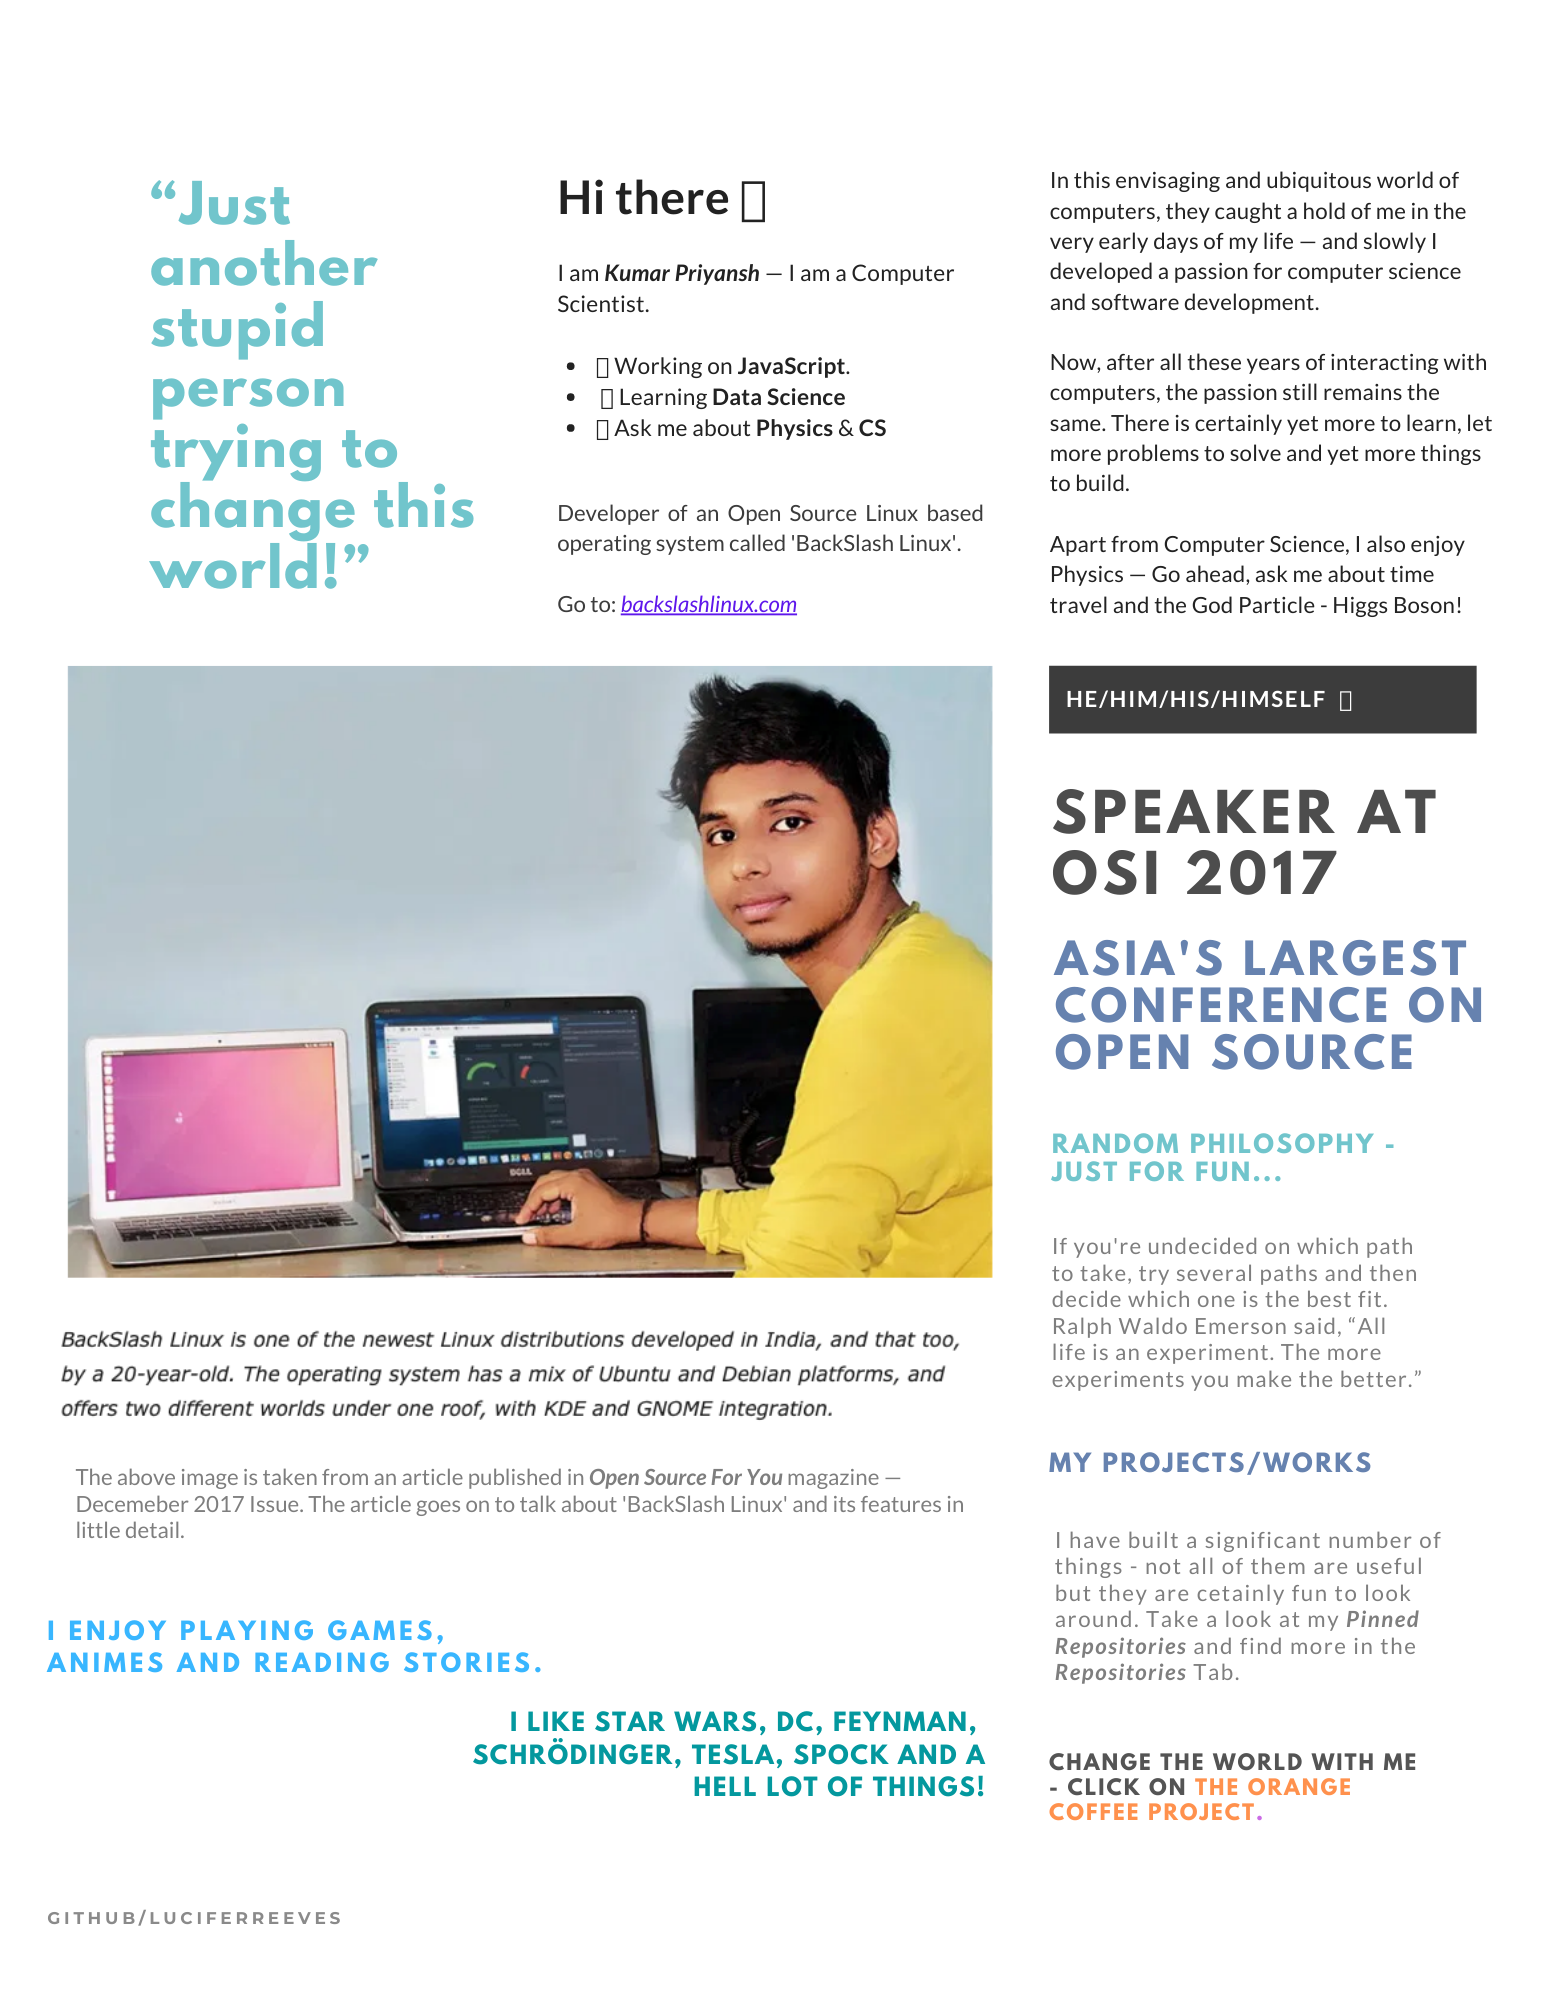 “Just
another
stupid
person
trying to
change this
world!”
Hi there
I am Kumar Priyansh — I am a Computer
Scientist.
• Working on JavaScript.
• Learning Data Science
• Ask me about Physics & CS
Developer of an Open Source Linux based
operating system called 'BackSlash Linux'.
Go to: backslashlinux.com
In this envisaging and ubiquitous world of
computers, they caught a hold of me in the
very early days of my life — and slowly I
developed a passion for computer science
and software development.
Now, after all these years of interacting with
computers, the passion still remains the
same. There is certainly yet more to learn, let
more problems to solve and yet more things
to build.
Apart from Computer Science, I also enjoy
Physics — Go ahead, ask me about time
travel and the God Particle - Higgs Boson!
HE/HIM/HIS/HIMSELF
SPEAKER AT
OSI 2017
ASIA'S LARGEST
CONFERENCE ON
OPEN SOURCE
RANDOM PHILOSOPHY -
JUST FOR FUN...
If you're undecided on which path
to take, try several paths and then
decide which one is the best fit.
Ralph Waldo Emerson said, “All
life is an experiment. The more
experiments you make the better.”
MY PROJECTS/WORKS
I have built a significant number of
things - not all of them are useful
but they are cetainly fun to look
around. Take a look at my Pinned
Repositories and find more in the
Repositories Tab.
CHANGE THE WORLD WITH ME
- CLICK ON THE ORANGE
COFFEE PROJECT.
DELL
BackSlash Linux is one of the newest Linux distributions developed in India, and that too,
by a 20-year-old. The operating system has a mix of Ubuntu and Debian platforms, and
offers two different worlds under one roof, with KDE and GNOME integration.
The above image is taken from an article published in Open Source For You magazine —
Decemeber 2017 Issue. The article goes on to talk about 'BackSlash Linux' and its features in
little detail.
I ENJOY PLAYING GAMES,
ANIMES AND READING STORIES.
I LIKE STAR WARS, DC, FEYNMAN,
SCHRÖDINGER, TESLA, SPOCK AND A
HELL LOT OF THINGS!
GITHUB/LUCIFERREEVES